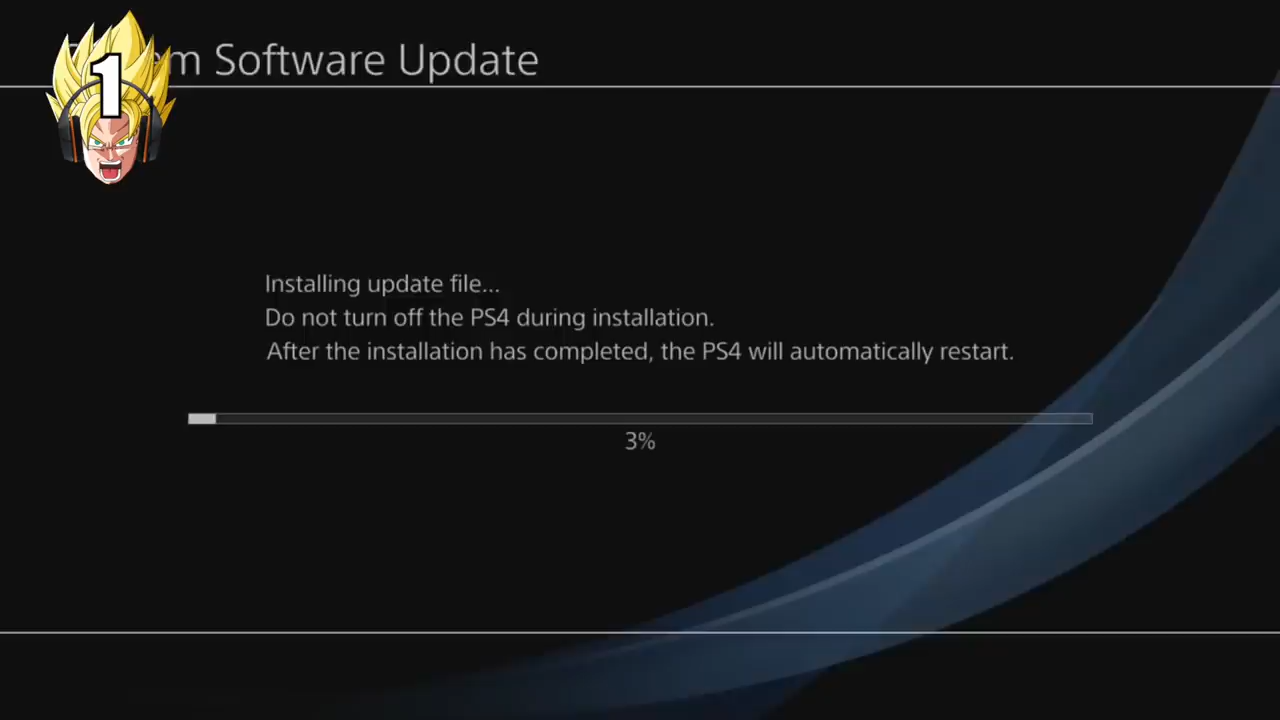 1
m Software Update
Installing update file...
Do not turn off the PS4 during installation.
After the installation has completed, the PS4 will automatically restart.
3%